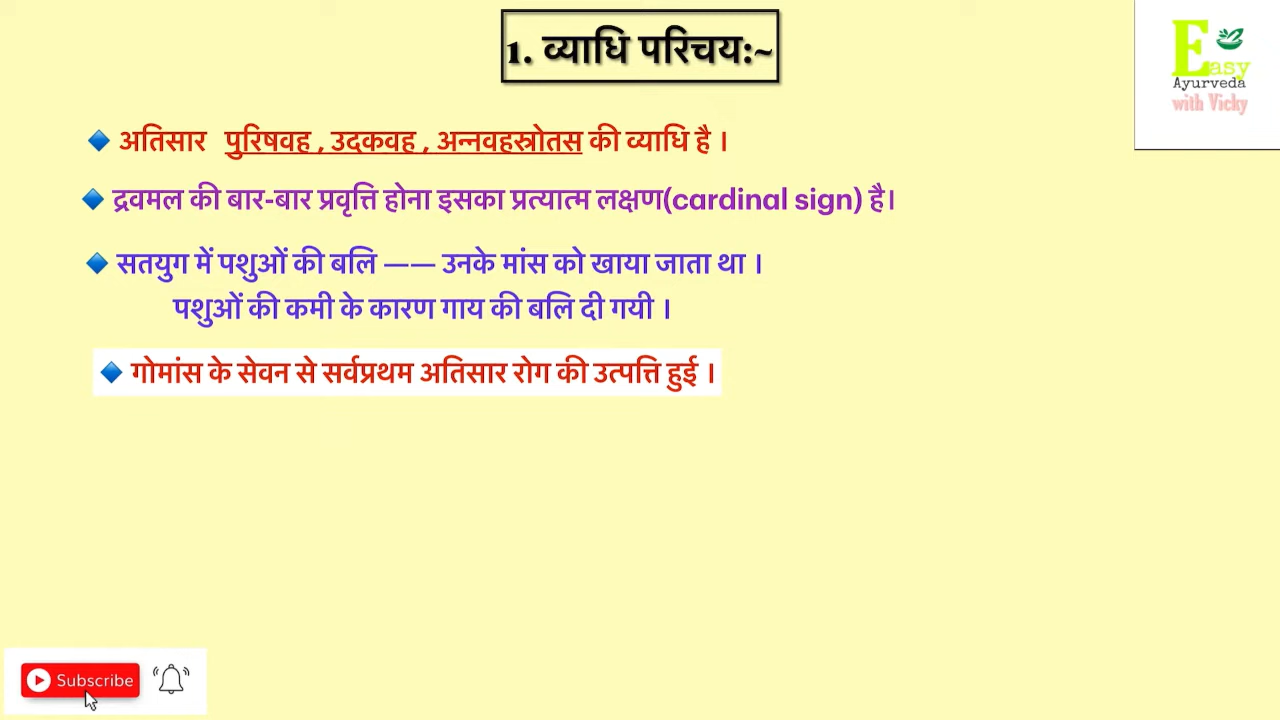 1. व्याधि परिचय:~
Easy
Ayurveda
with Vicky
अतिसार पुरिषवह , उदकवह , अन्नवहस्रोतस की व्याधि है ।
द्रवमल की बार-बार प्रवृत्ति होना इसका प्रत्यात्म लक्षण(cardinal sign) है।
सतयुग में पशुओं की बलि —— उनके मांस को खाया जाता था ।
पशुओं की कमी के कारण गाय की बलि दी गयी ।
गोमांस के सेवन से सर्वप्रथम अतिसार रोग की उत्पत्ति हुई ।
Subscribe